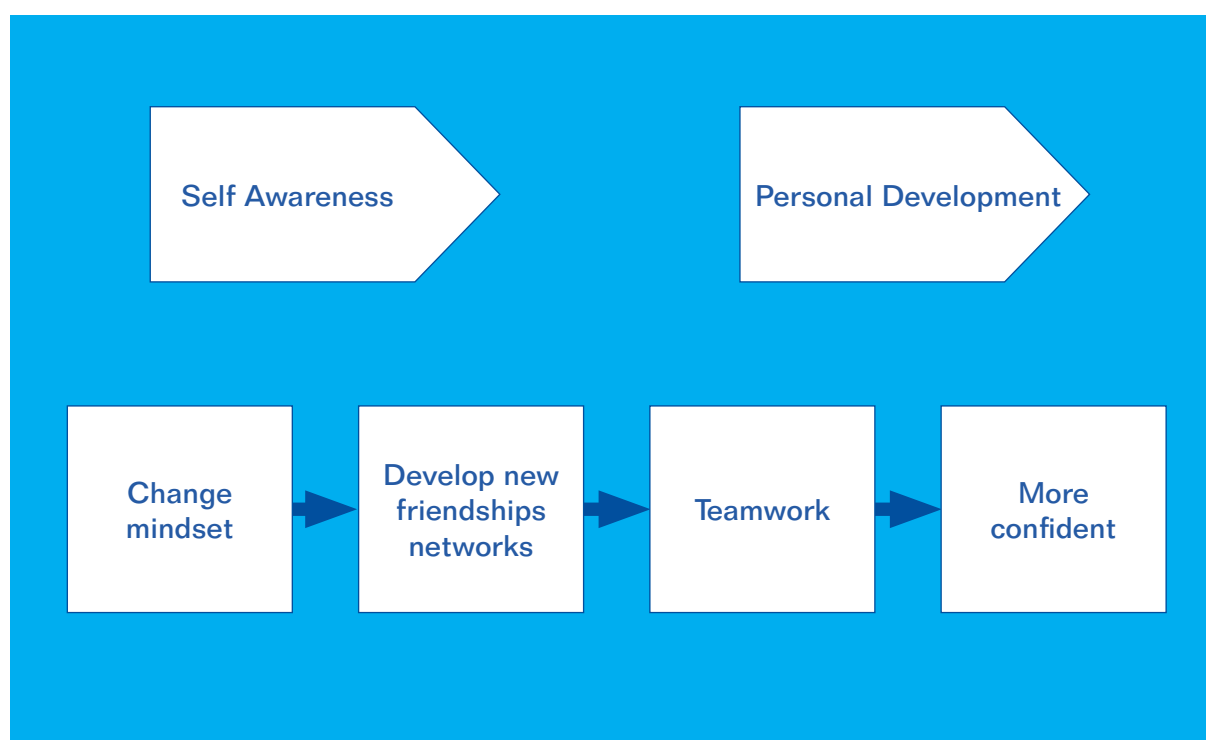 Self Awareness
Personal Development
Change
mindset
Develop new
friendships
networks
Teamwork
More
confident